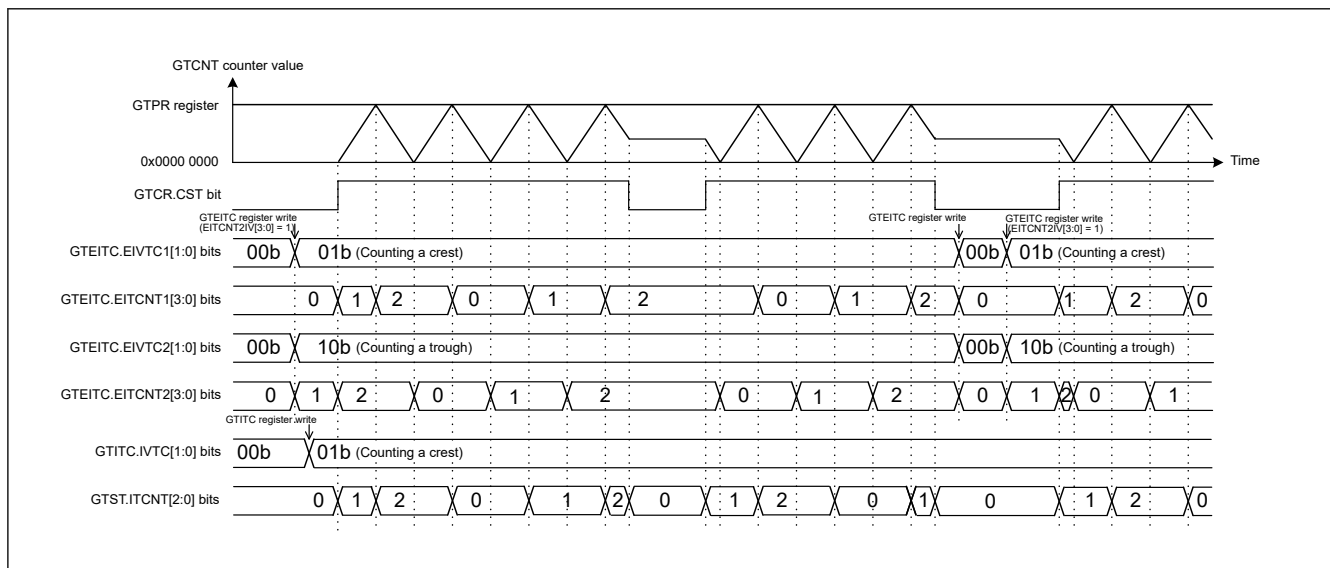 GTCNT counter value
GTPR register
0x0000 0000
Time
GTCR.CST bit
GTEITC register write
(EITCNT2IV[3:0] = 1)
GTEITC register write
GTEITC register write
(EITCNT2IV[3:0] = 1)
GTEITC.EIVTC1[1:0] bits 00b 01b (Counting a crest) 00b 01b (Counting a crest)
GTEITC.EITCNT1[3:0] bits 0 1 2 0 1 2 0 1 2 0 1 2 0
GTEITC.EIVTC2[1:0] bits 00b 10b (Counting a trough) 00b 10b (Counting a trough)
GTEITC.EITCNT2[3:0] bits 0 1 2 0 1 2 0 1 2 0 1 2 0 1
GTITC register write
GTITC.IVTC[1:0] bits 00b 01b (Counting a crest)
GTST.ITCNT[2:0] bits 0 1 2 0 1 2 0 1 2 0 1 0 1 2 0